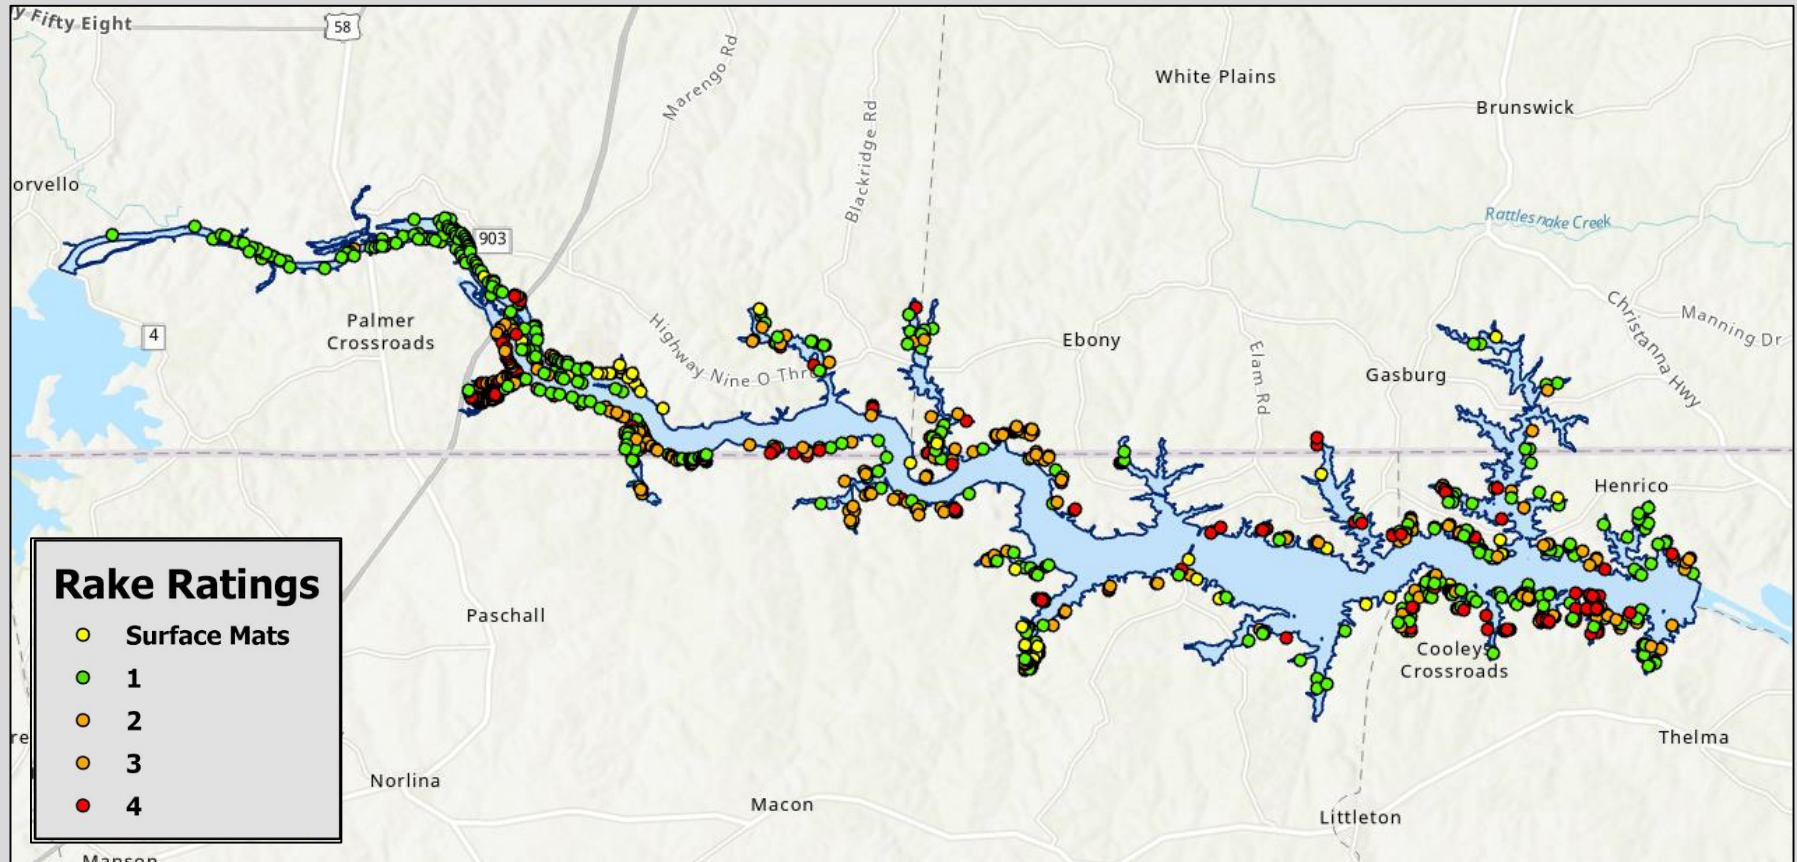 y Fifty Eight
58
Marengo Rd
White Plains
Brunswick
Blackridge Rd
orvello
Rattlesnake Creek
903
Palmer
Crossroads
4
Highway Nine O Thre
Ebony
Elam Rd
Gasburg
Christanna Hwy
Manning Dr
Henrico
Rake Ratings
Surface Mats
1
2
3
4
Paschall
Cooleys
Crossroads
Thelma
re
Norlina
Macon
Littleton
Manson